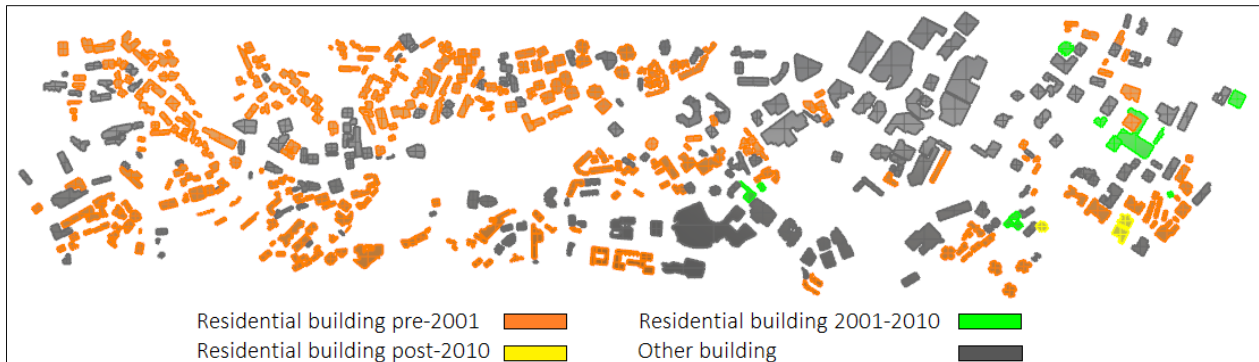 Residential building pre-2001
Residential building 2001-2010
Residential building post-2010
Other building